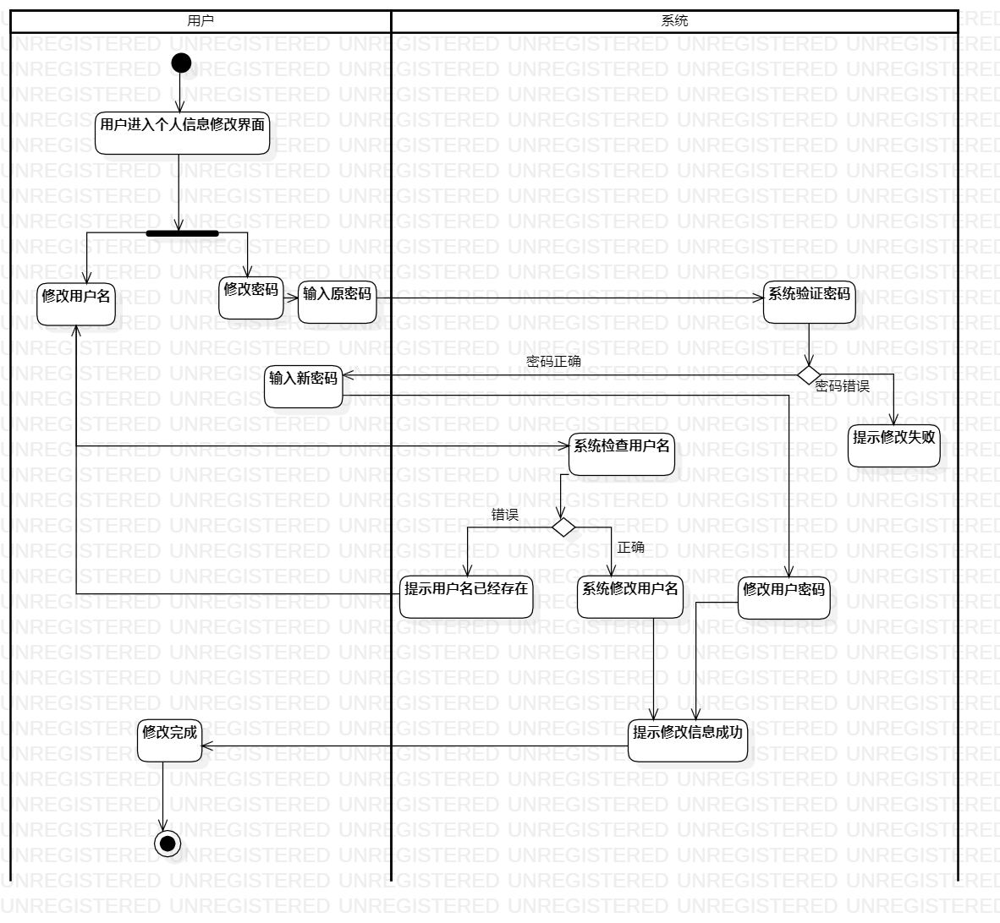 用户
系统
用户进入个人信息修改界面
修改用户名
修改密码
输入原密码
系统验证密码
密码正确
输入新密码
密码错误
系统检查用户名
提示修改失败
错误
正确
提示用户名已经存在
系统修改用户名
修改用户密码
修改完成
提示修改信息成功
UNREGISTERED